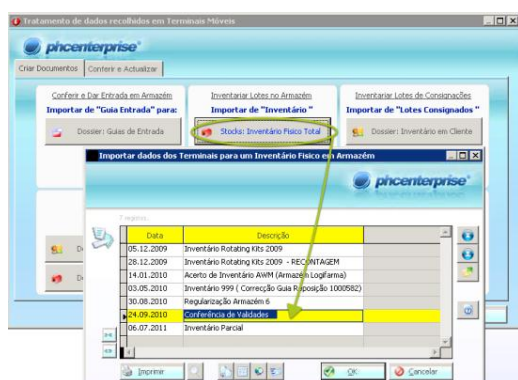 Tratamento de dados recolhidos em Terminais Móveis
phcenterprise
Criar Documentos
Conferir e Actualizar
Conferir e Dar Entrada em Armazém
Inventariar Lotes no Armazém
Inventariar Lotes de Consignações
Importar de "Guia Entrada" para:
Importar de "Inventário "
Importar de "Lotes Consignados "
Dossier: Guias de Entrada
Stocks: Inventário Fisico Total
Dossier: Inventário em Cliente
Importar dados dos Terminais para um Inventário Físico em Armazém
phcenterprise
7 registos.
Data
Descrição
05.12.2009 Inventário Rotating Kits 2009
28.12.2009 Inventário Rotating Kits 2009 - RECONTAGEM
14.01.2010 Acerto de Inventário AWM (Armazém Logifarma)
03.05.2010 Inventário 999 ( Correcção Guia Reposição 1000582)
30.08.2010 Regularização Armazém 6
24.09.2010 Conferência de Validades
06.07.2011 Inventário Parcial
Imprimir
OK
Cancelar